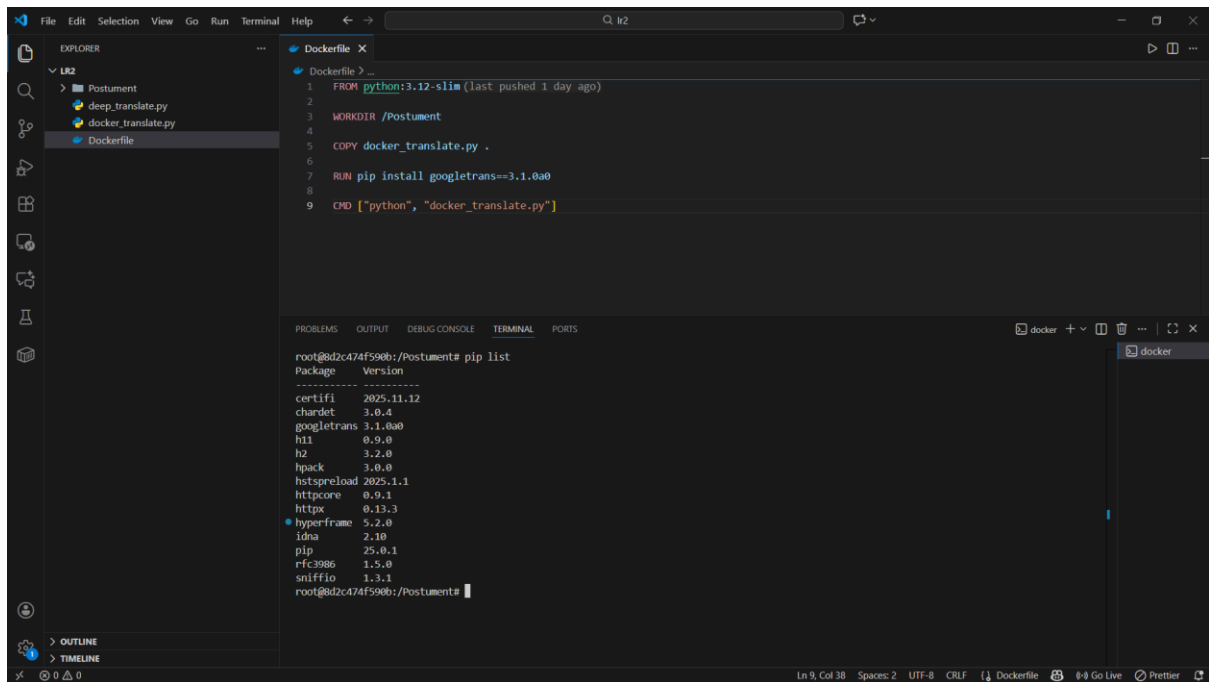 File Edit Selection View Go Run Terminal Help lr2
EXPLORER
LR2
Postument
deep_translate.py
docker_translate.py
Dockerfile
Dockerfile
Dockerfile > ...
1 FROM python:3.12-slim (last pushed 1 day ago)
2
3 WORKDIR /Postument
4
5 COPY docker_translate.py .
6
7 RUN pip install googletrans==3.1.0a0
8
9 CMD ["python", "docker_translate.py"]
PROBLEMS OUTPUT DEBUG CONSOLE TERMINAL PORTS docker
docker
root@8d2c474f590b:/Postument# pip list
Package Version
----------- ----------
certifi 2025.11.12
chardet 3.0.4
googletrans 3.1.0a0
h11 0.9.0
h2 3.2.0
hpack 3.0.0
hstspreload 2025.1.1
httpcore 0.9.1
httpx 0.13.3
hyperframe 5.2.0
idna 2.10
pip 25.0.1
rfc3986 1.5.0
sniffio 1.3.1
root@8d2c474f590b:/Postument#
OUTLINE
TIMELINE
1
0 0 Ln 9, Col 38 Spaces: 2 UTF-8 CRLF Dockerfile Go Live Prettier